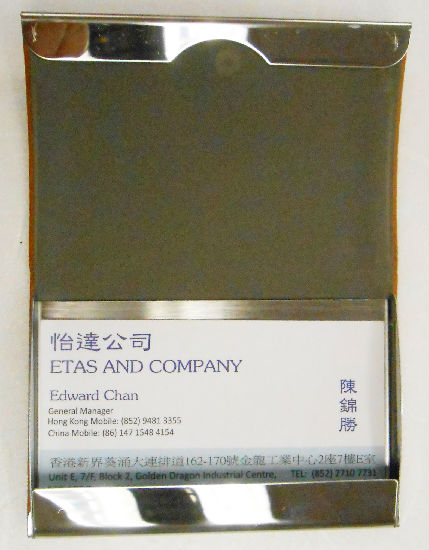 怡達公司
ETAS AND COMPANY
陳錦勝
Edward Chan
General Manager
Hong Kong Mobile: (852) 9481 3355
China Mobile: (86) 147 1548 4154
香港新界葵涌大連排道162-170號金龍工業中心2座7樓E室
Unit E, 7/F, Block 2, Golden Dragon Industrial Centre, TEL: (852) 2710 7731